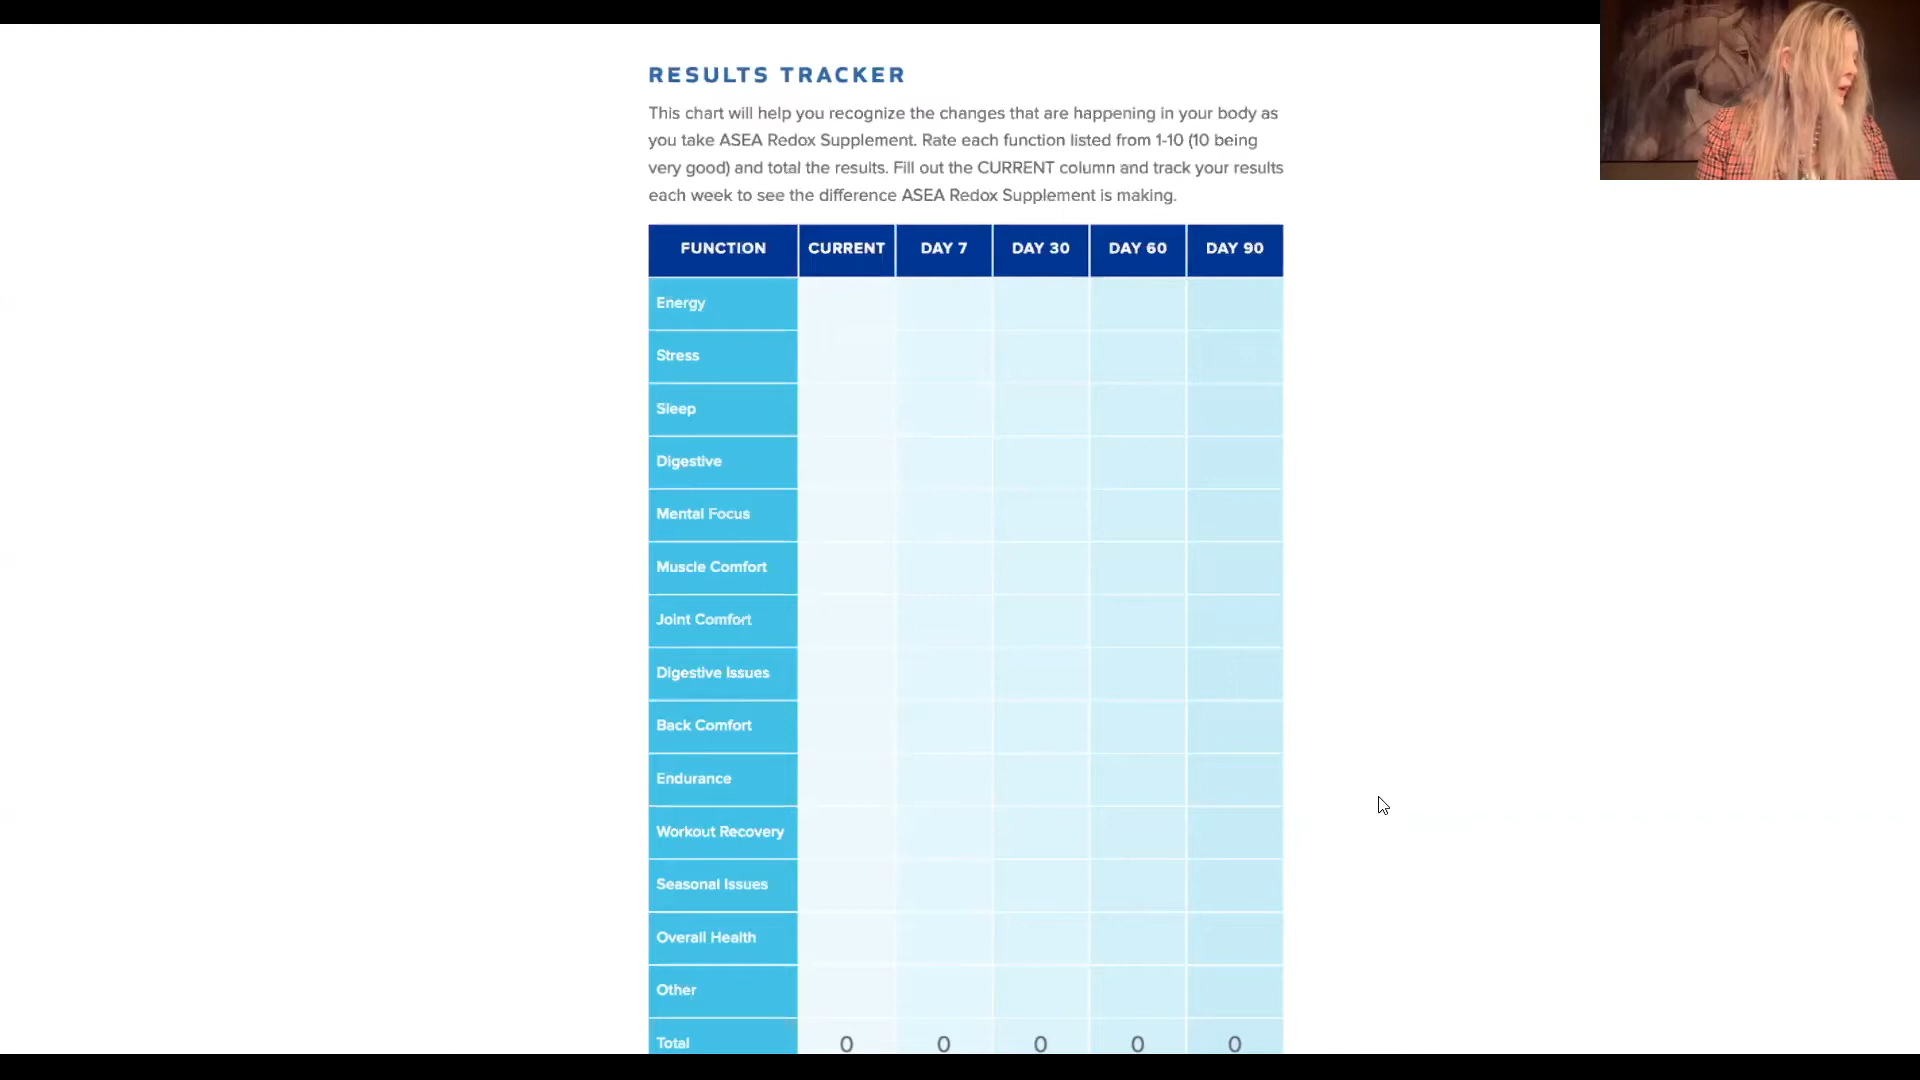 RESULTS TRACKER
This chart will help you recognize the changes that are happening in your body as
you take ASEA Redox Supplement. Rate each function listed from 1-10 (10 being
very good) and total the results. Fill out the CURRENT column and track your results
each week to see the difference ASEA Redox Supplement is making.
FUNCTION CURRENT DAY 7 DAY 30 DAY 60 DAY 90
Energy
Stress
Sleep
Digestive
Mental Focus
Muscle Comfort
Joint Comfort
Digestive Issues
Back Comfort
Endurance
Workout Recovery
Seasonal Issues
Overall Health
Other
Total 0 0 0 0 0